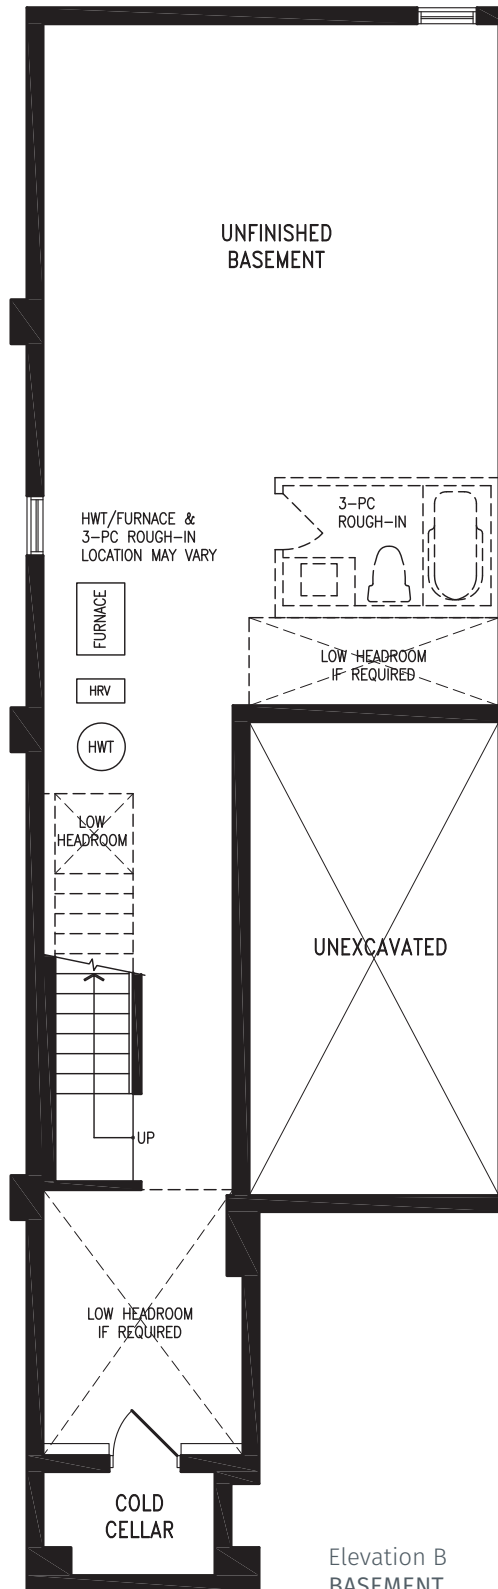 UNFINISHED
BASEMENT
3-PC
ROUGH-IN
HWT/FURNACE &
3-PC ROUGH-IN
LOCATION MAY VARY
FURNACE
LOW HEADROOM
IF REQUIRED
HRV
HWT
LOW
HEADROOM
UNEXCAVATED
UP
LOW HEADROOM
IF REQUIRED
COLD
CELLAR
Elevation B
BASEMENT